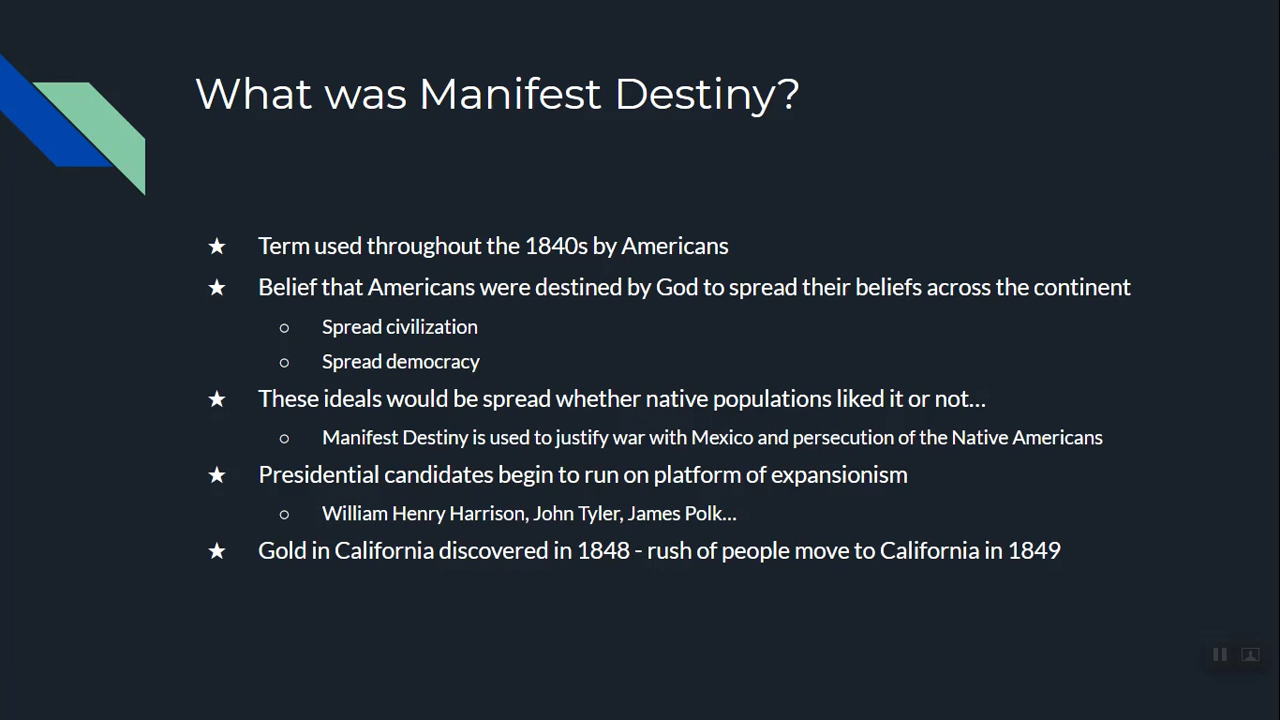 What was Manifest Destiny?
★ Term used throughout the 1840s by Americans
★ Belief that Americans were destined by God to spread their beliefs across the continent
○ Spread civilization
○ Spread democracy
★ These ideals would be spread whether native populations liked it or not...
○ Manifest Destiny is used to justify war with Mexico and persecution of the Native Americans
★ Presidential candidates begin to run on platform of expansionism
○ William Henry Harrison, John Tyler, James Polk...
★ Gold in California discovered in 1848 - rush of people move to California in 1849